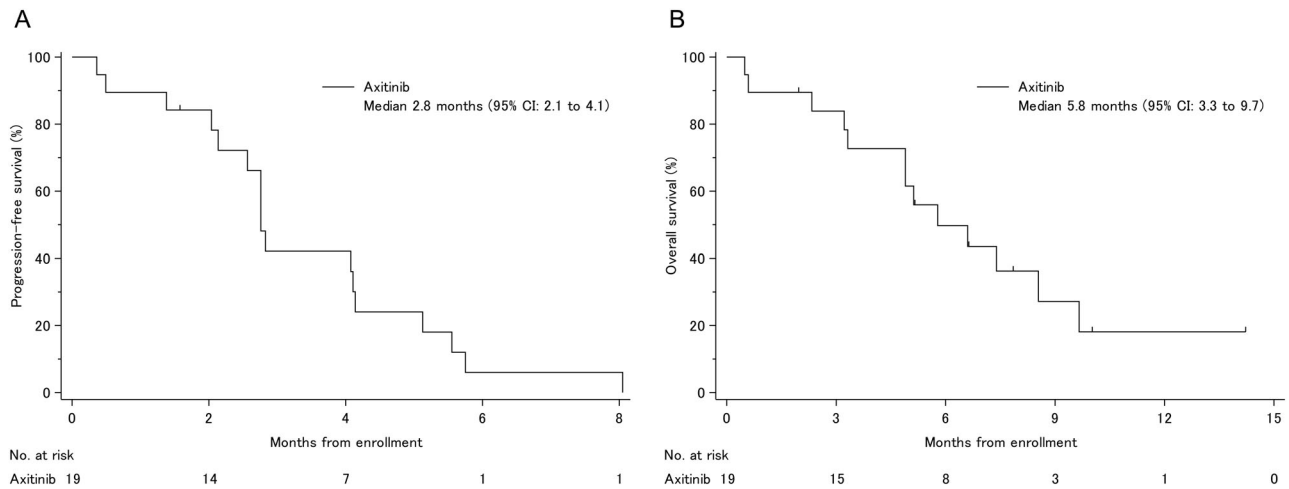 A
Progression-free survival (%)
100
80
60
40
20
0
Axitinib
Median 2.8 months (95% CI: 2.1 to 4.1)
0 2 4 6 8
Months from enrollment
No. at risk
Axitinib 19 14 7 1 1
B
Overall survival (%)
100
80
60
40
20
0
Axitinib
Median 5.8 months (95% CI: 3.3 to 9.7)
0 3 6 9 12 15
Months from enrollment
No. at risk
Axitinib 19 15 8 3 1 0